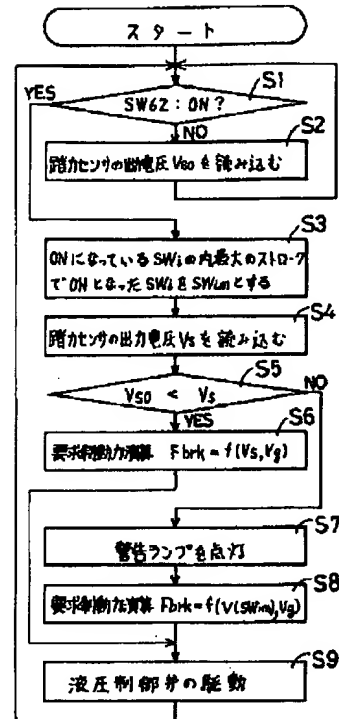 スタート
S1
YES
SW62:ON?
NO
S2
踏力センサの出力電圧Vsoを読み込む
S3
ONになっているSWiの内最大のストローク
でONとなったSWiをSWimとする
S4
踏力センサの出力電圧Vsを読み込む
S5
Vso < Vs
NO
YES
S6
要求制動力演算 Fbrk=f(Vs,Vg)
S7
警告ランプを点灯
S8
要求制動力演算 Fbrk=f(V(SWim),Vg)
S9
液圧制御部分の駆動